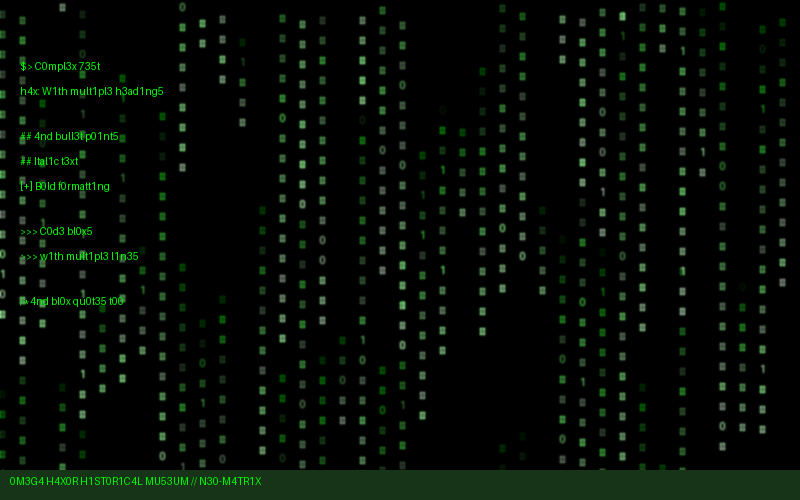 $> C0mpl3x 735t
h4x: W1th mult1pl3 h3ad1ng5
## 4nd bull3t p01nt5
## Ital1c t3xt
[+] B0ld f0rmatt1ng
>>> C0d3 bl0x5
>>> w1th mult1pl3 l1n35
4nd bl0x qu0t35 t00
0M3G4 H4X0R H1ST0R1C4L MU53UM // N30-M4TR1X